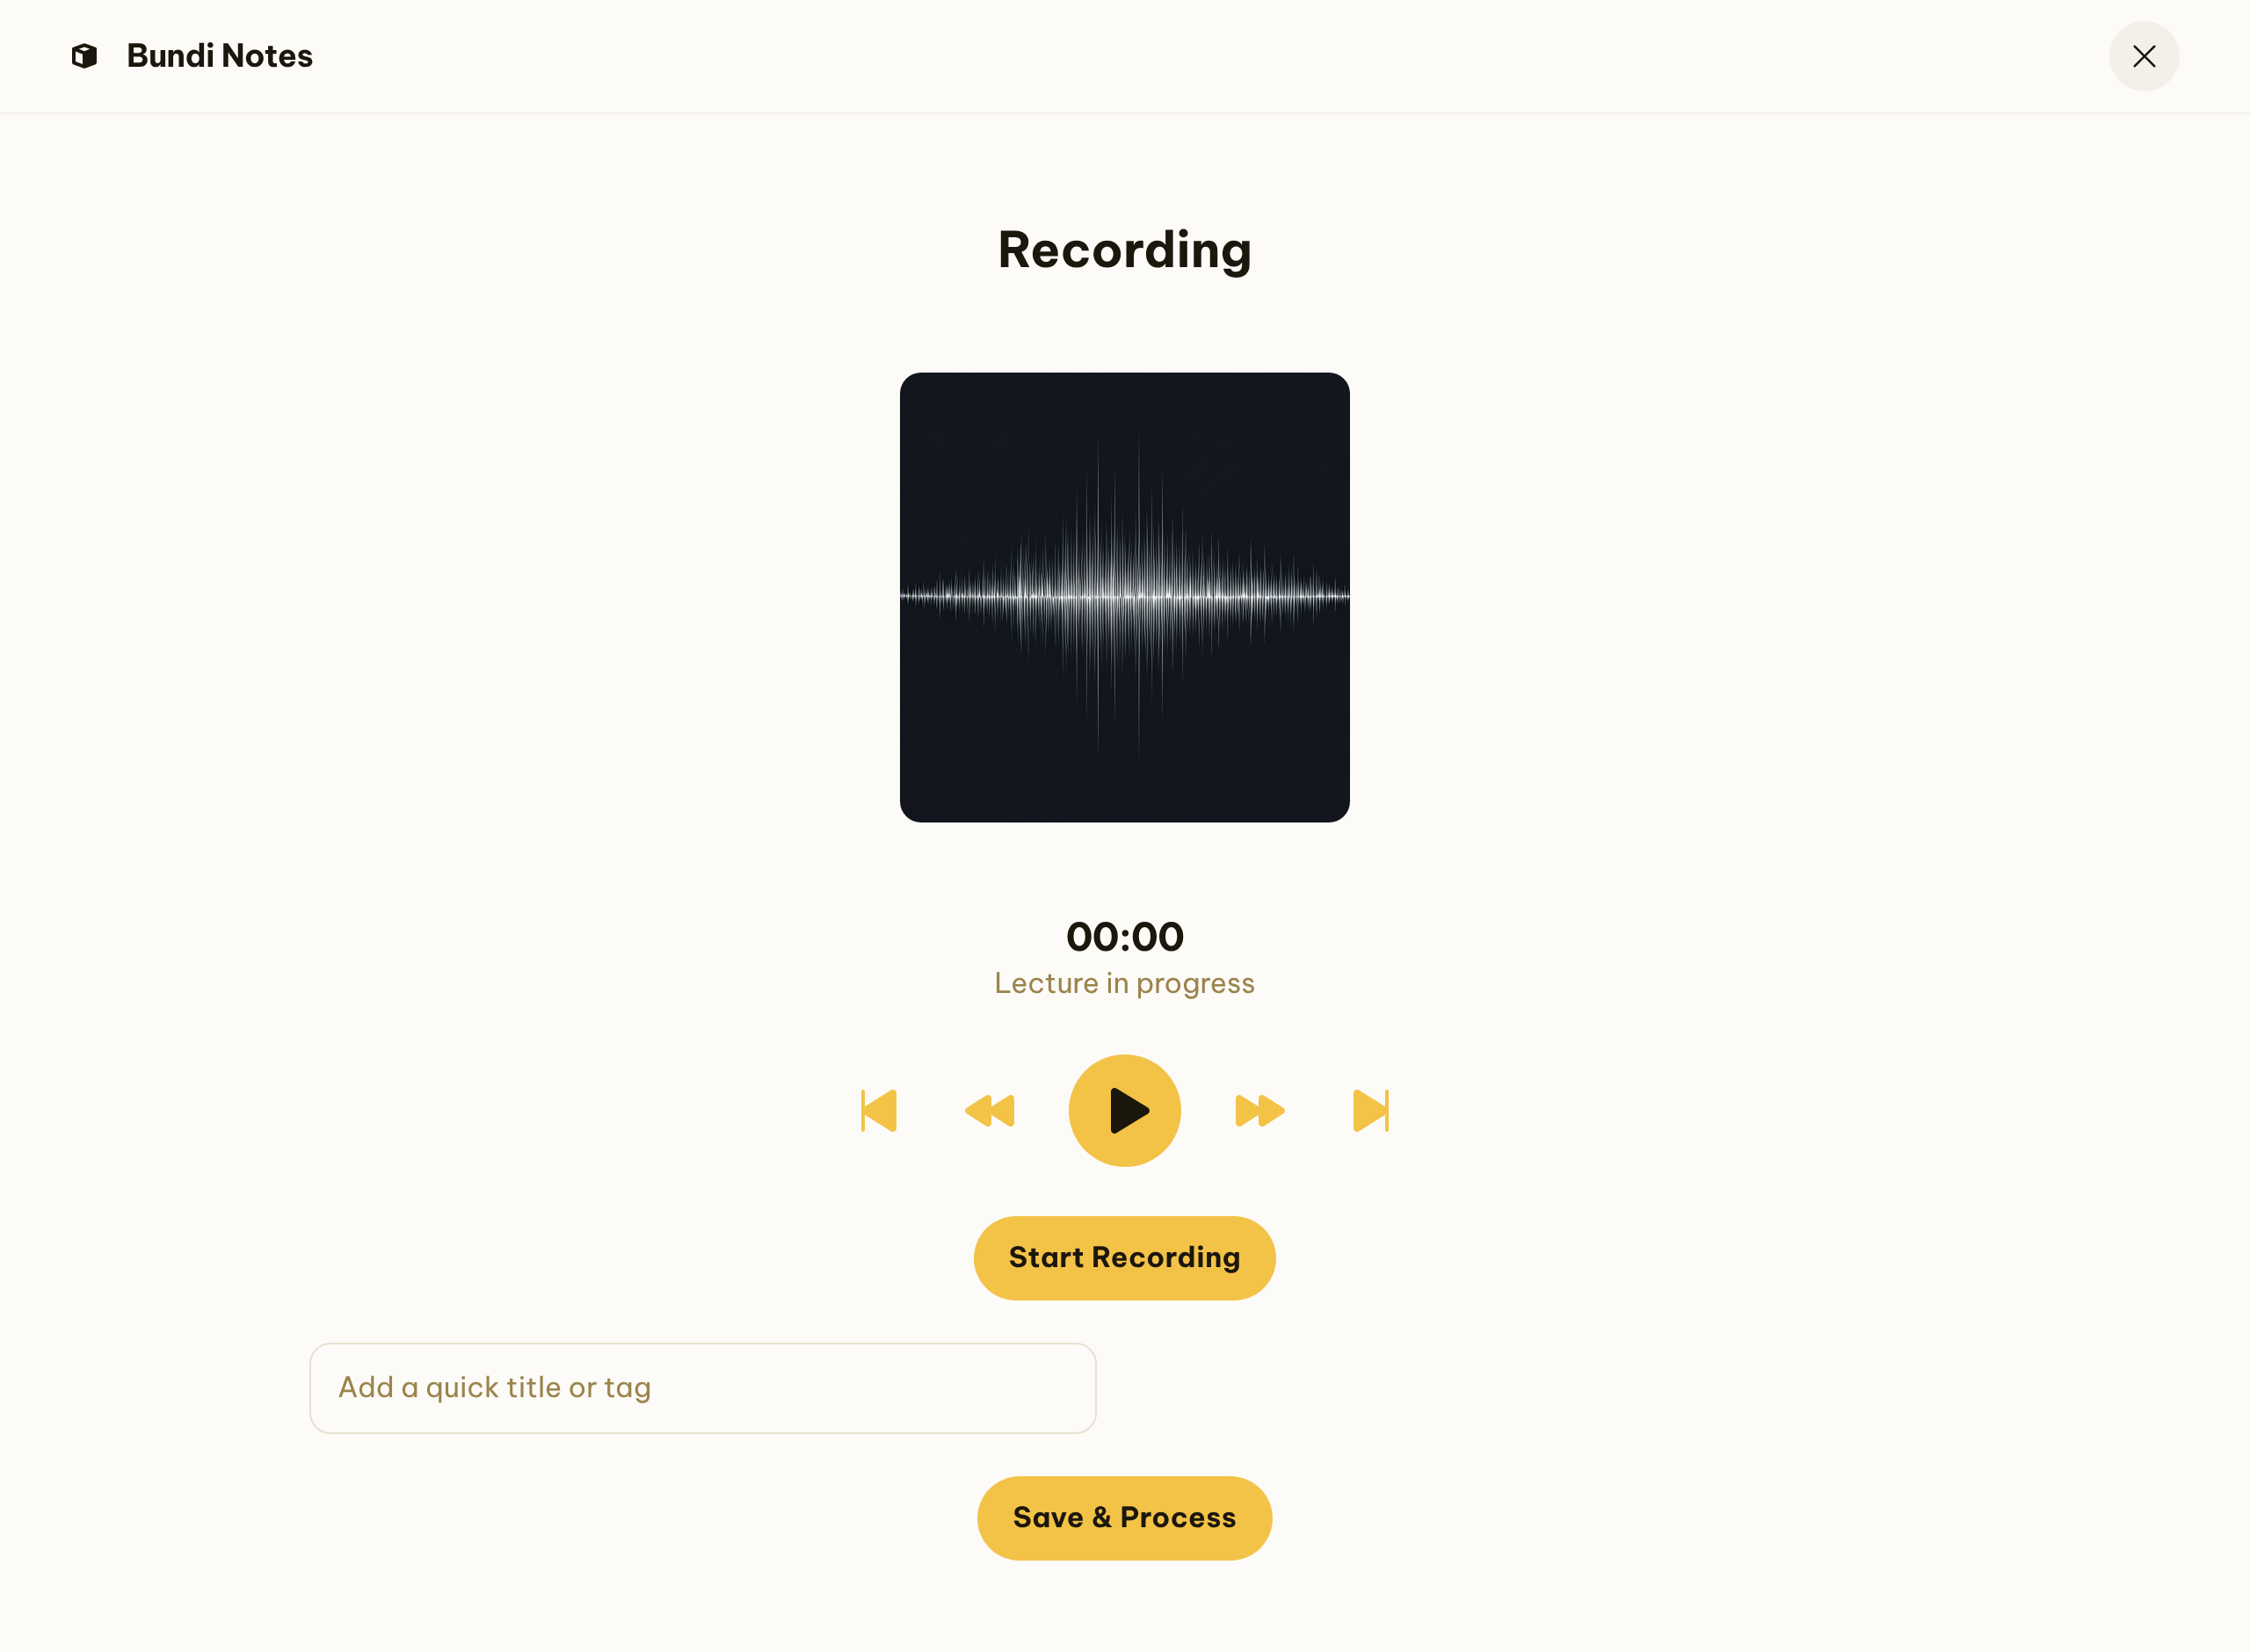 Bundi Notes
Recording
00:00
Lecture in progress
Start Recording
Add a quick title or tag
Save & Process